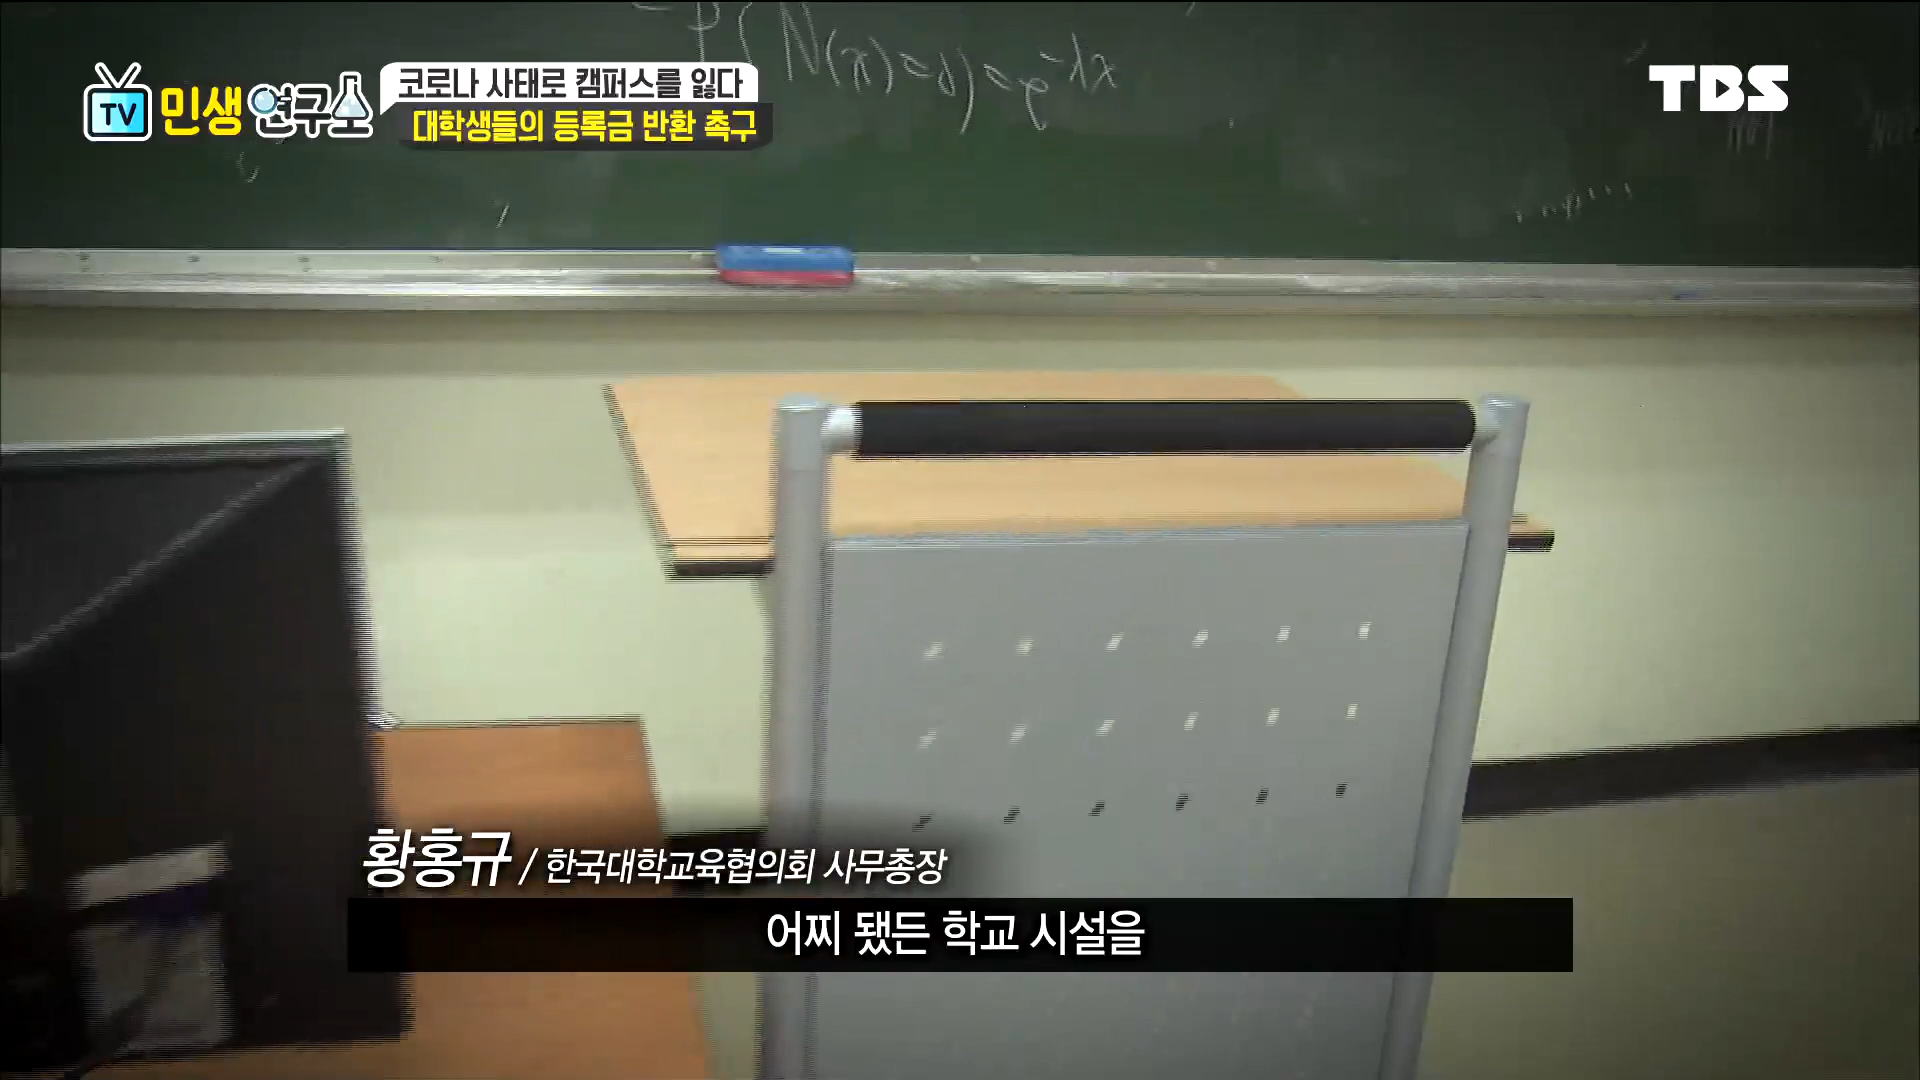 TV 민생연구소
코로나 사태로 캠퍼스를 잃다
대학생들의 등록금 반환 촉구
TBS
P{N(x)=0}=e^-λx
황홍규 / 한국대학교육협의회 사무총장
어찌 됐든 학교 시설을